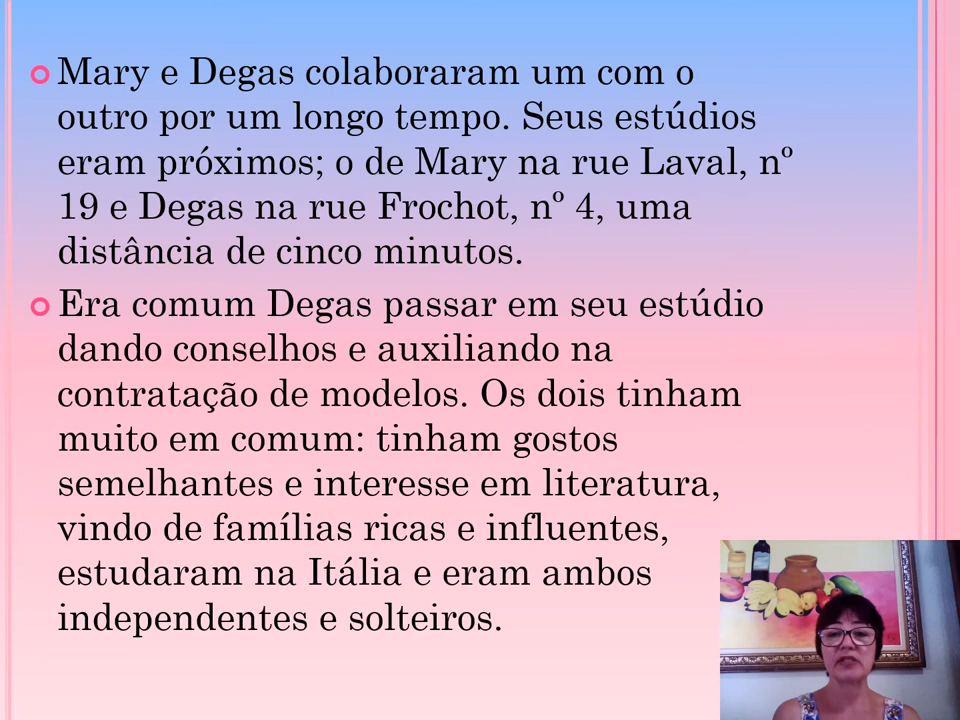 Mary e Degas colaboraram um com o
outro por um longo tempo. Seus estúdios
eram próximos; o de Mary na rue Laval, nº
19 e Degas na rue Frochot, nº 4, uma
distância de cinco minutos.
Era comum Degas passar em seu estúdio
dando conselhos e auxiliando na
contratação de modelos. Os dois tinham
muito em comum: tinham gostos
semelhantes e interesse em literatura,
vindo de famílias ricas e influentes,
estudaram na Itália e eram ambos
independentes e solteiros.